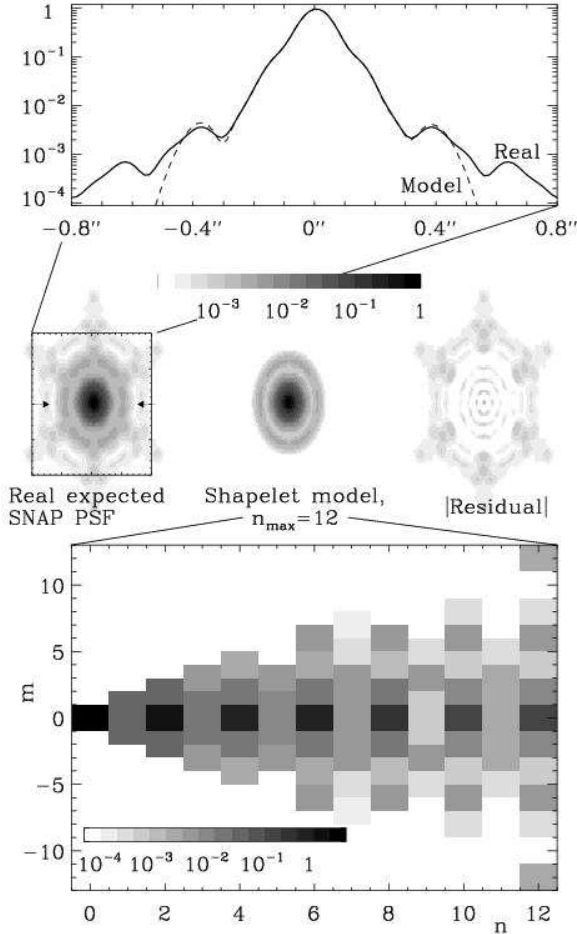 1
10⁻¹
10⁻²
10⁻³
10⁻⁴
Real
Model
−0.8" −0.4" 0" 0.4" 0.8"
10⁻³ 10⁻² 10⁻¹ 1
Real expected
SNAP PSF
Shapelet model,
n_max=12
|Residual|
10
5
0
−5
−10
m
10⁻⁴ 10⁻³ 10⁻² 10⁻¹ 1
0 2 4 6 8 10 12
n